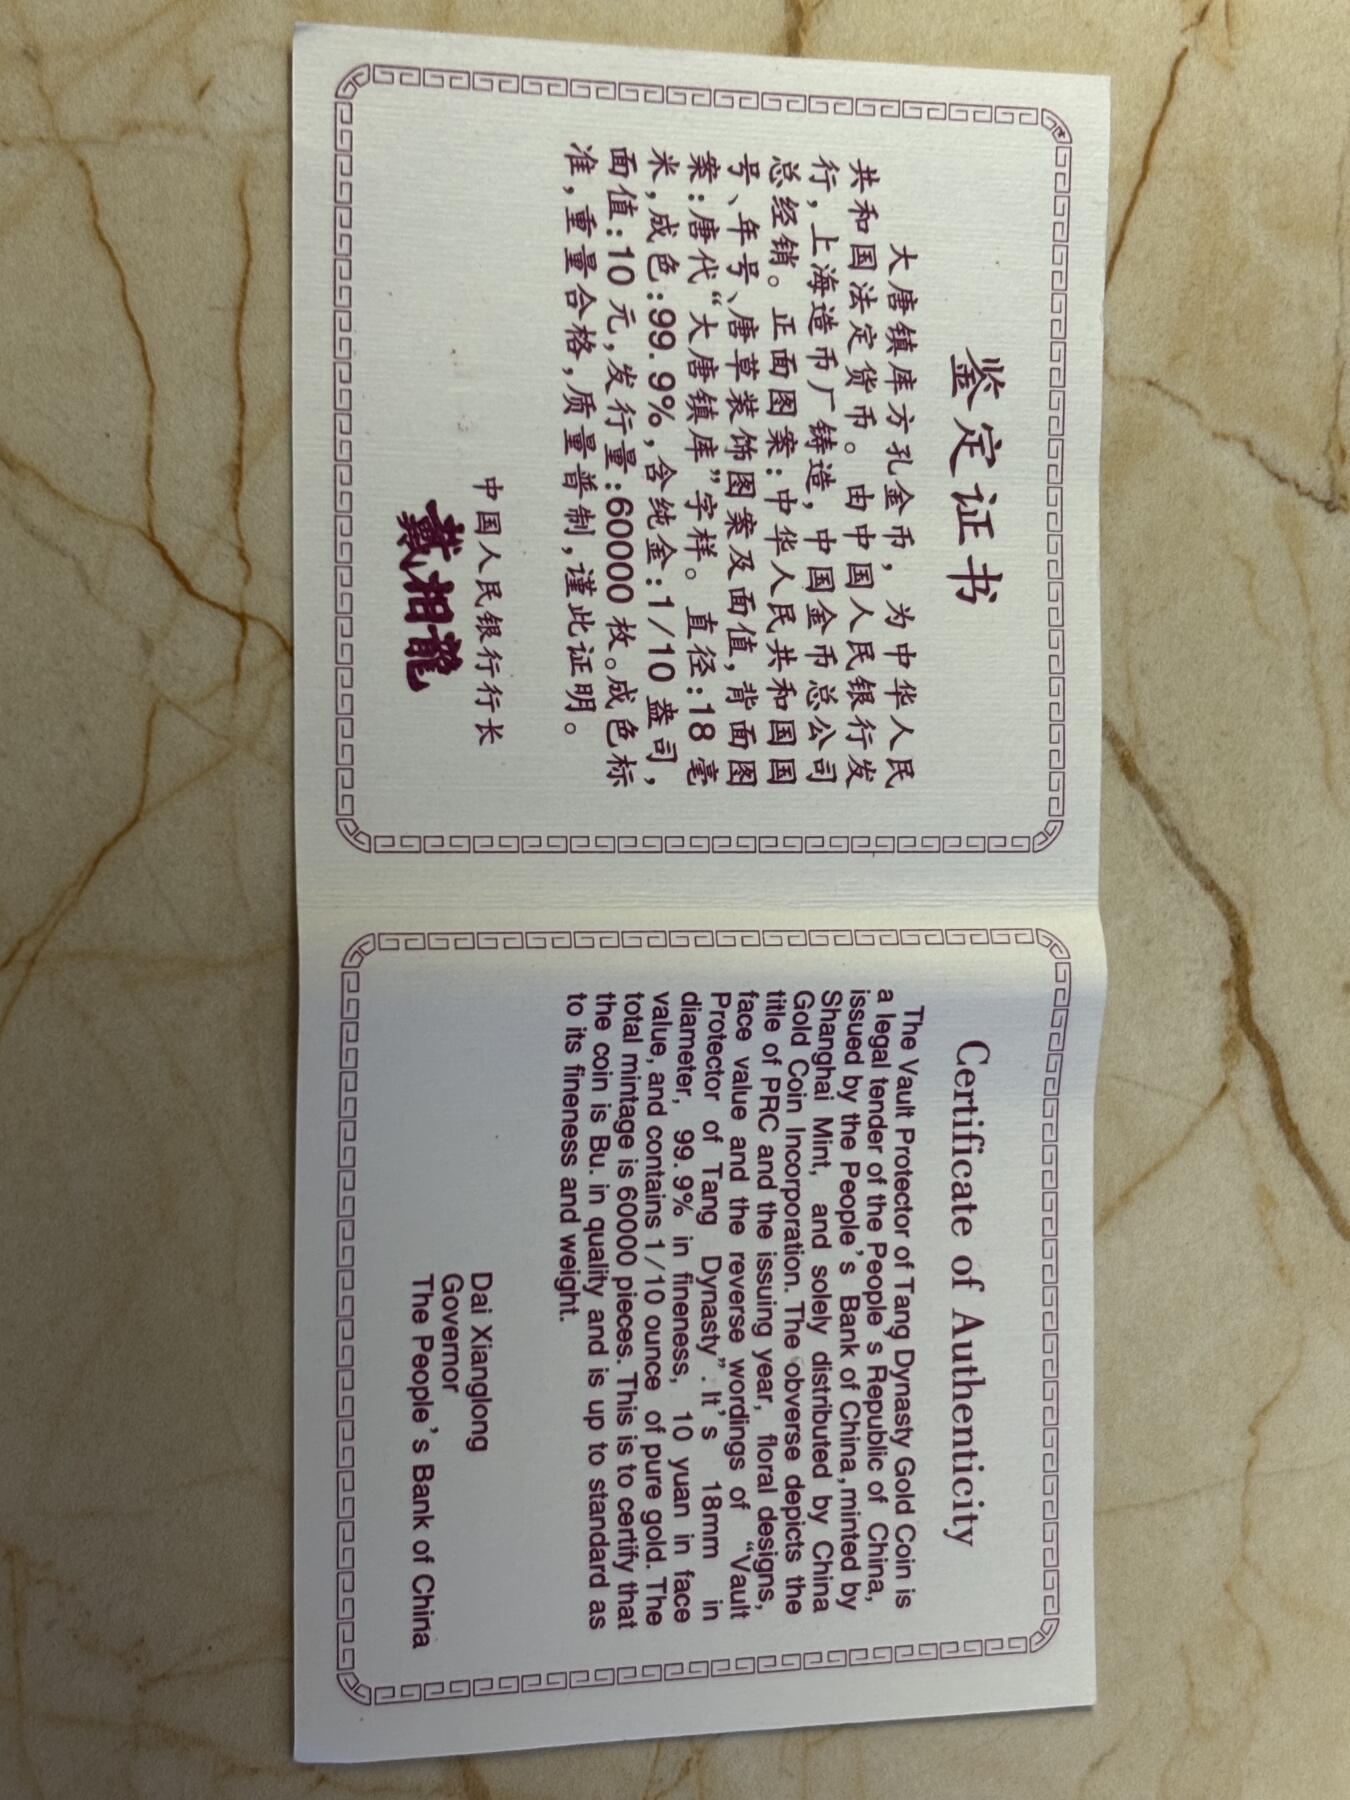 鉴定证书
大唐镇库方孔金币，为中华人民
共和国法定货币。由中国人民银行发
行，上海造币厂铸造，中国金币总公司
总经销。正面图案：中华人民共和国国
号、年号、唐草装饰图案及面值，背面图
案：唐代“大唐镇库”字样。直径：18毫
米，成色：99.9%，含纯金：1/10盎司，
面值：10元，发行量：60000枚。成色标
准，重量合格，质量普制，谨此证明。
中国人民银行行长
戴相龍
Certificate of Authenticity
The Vault Protector of Tang Dynasty Gold Coin is
a legal tender of the People's Republic of China,
issued by the People's Bank of China, minted by
Shanghai Mint, and solely distributed by China
Gold Coin Incorporation. The obverse depicts the
title of PRC and the issuing year, floral designs,
face value and the reverse wordings of “Vault
Protector of Tang Dynasty”. It's 18mm in
diameter, 99.9% in fineness, 10 yuan in face
value, and contains 1/10 ounce of pure gold. The
total mintage is 60000 pieces. This is to certify that
the coin is Bu. in quality and is up to standard as
to its fineness and weight.
Dai Xianglong
Governor
The People's Bank of China